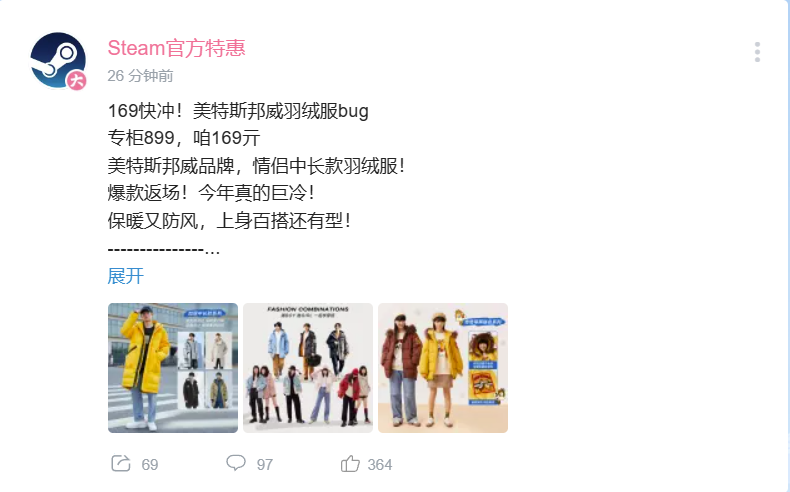 Steam官方特惠
大
26 分钟前
169快冲！美特斯邦威羽绒服bug
专柜899，咱169亓
美特斯邦威品牌，情侣中长款羽绒服！
爆款返场！今年真的巨冷！
保暖又防风，上身百搭还有型！
---------------...
展开
FASHION COMBINATIONS
69
97
364